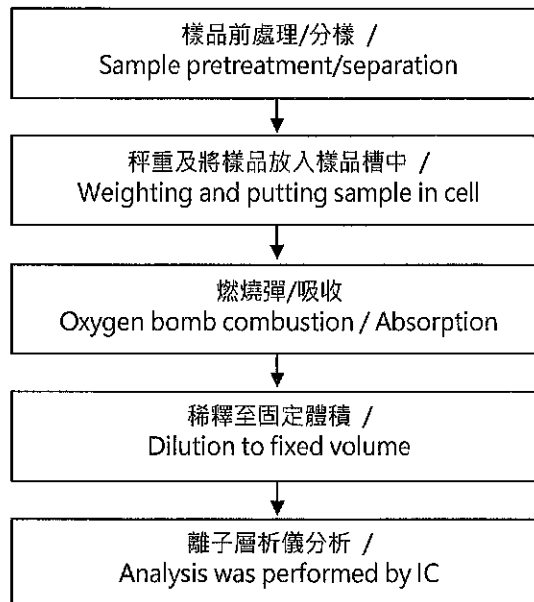 樣品前處理/分樣 /
Sample pretreatment/separation
秤重及將樣品放入樣品槽中 /
Weighting and putting sample in cell
燃燒彈/吸收
Oxygen bomb combustion / Absorption
稀釋至固定體積 /
Dilution to fixed volume
離子層析儀分析 /
Analysis was performed by IC